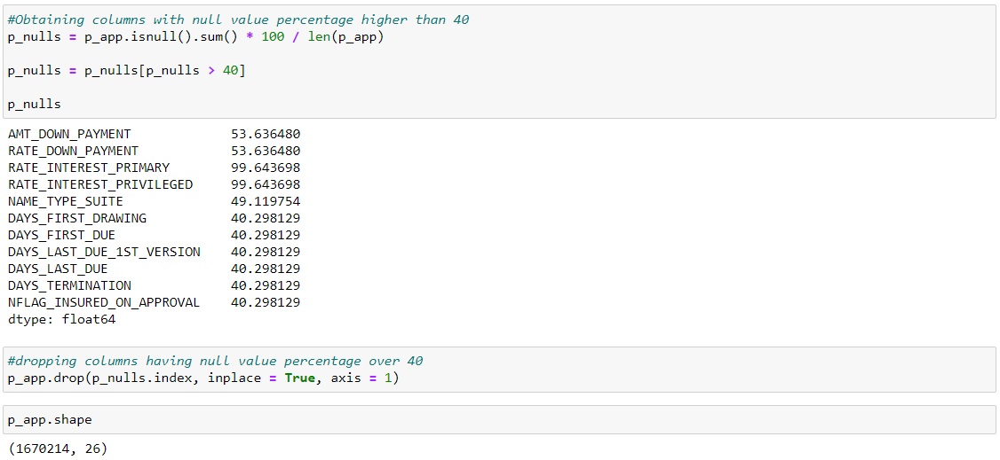 #Obtaining columns with null value percentage higher than 40
p_nulls = p_app.isnull().sum() * 100 / len(p_app)
p_nulls = p_nulls[p_nulls > 40]
p_nulls
AMT_DOWN_PAYMENT 53.636480
RATE_DOWN_PAYMENT 53.636480
RATE_INTEREST_PRIMARY 99.643698
RATE_INTEREST_PRIVILEGED 99.643698
NAME_TYPE_SUITE 49.119754
DAYS_FIRST_DRAWING 40.298129
DAYS_FIRST_DUE 40.298129
DAYS_LAST_DUE_1ST_VERSION 40.298129
DAYS_LAST_DUE 40.298129
DAYS_TERMINATION 40.298129
NFLAG_INSURED_ON_APPROVAL 40.298129
dtype: float64
#dropping columns having null value percentage over 40
p_app.drop(p_nulls.index, inplace = True, axis = 1)
p_app.shape
(1670214, 26)